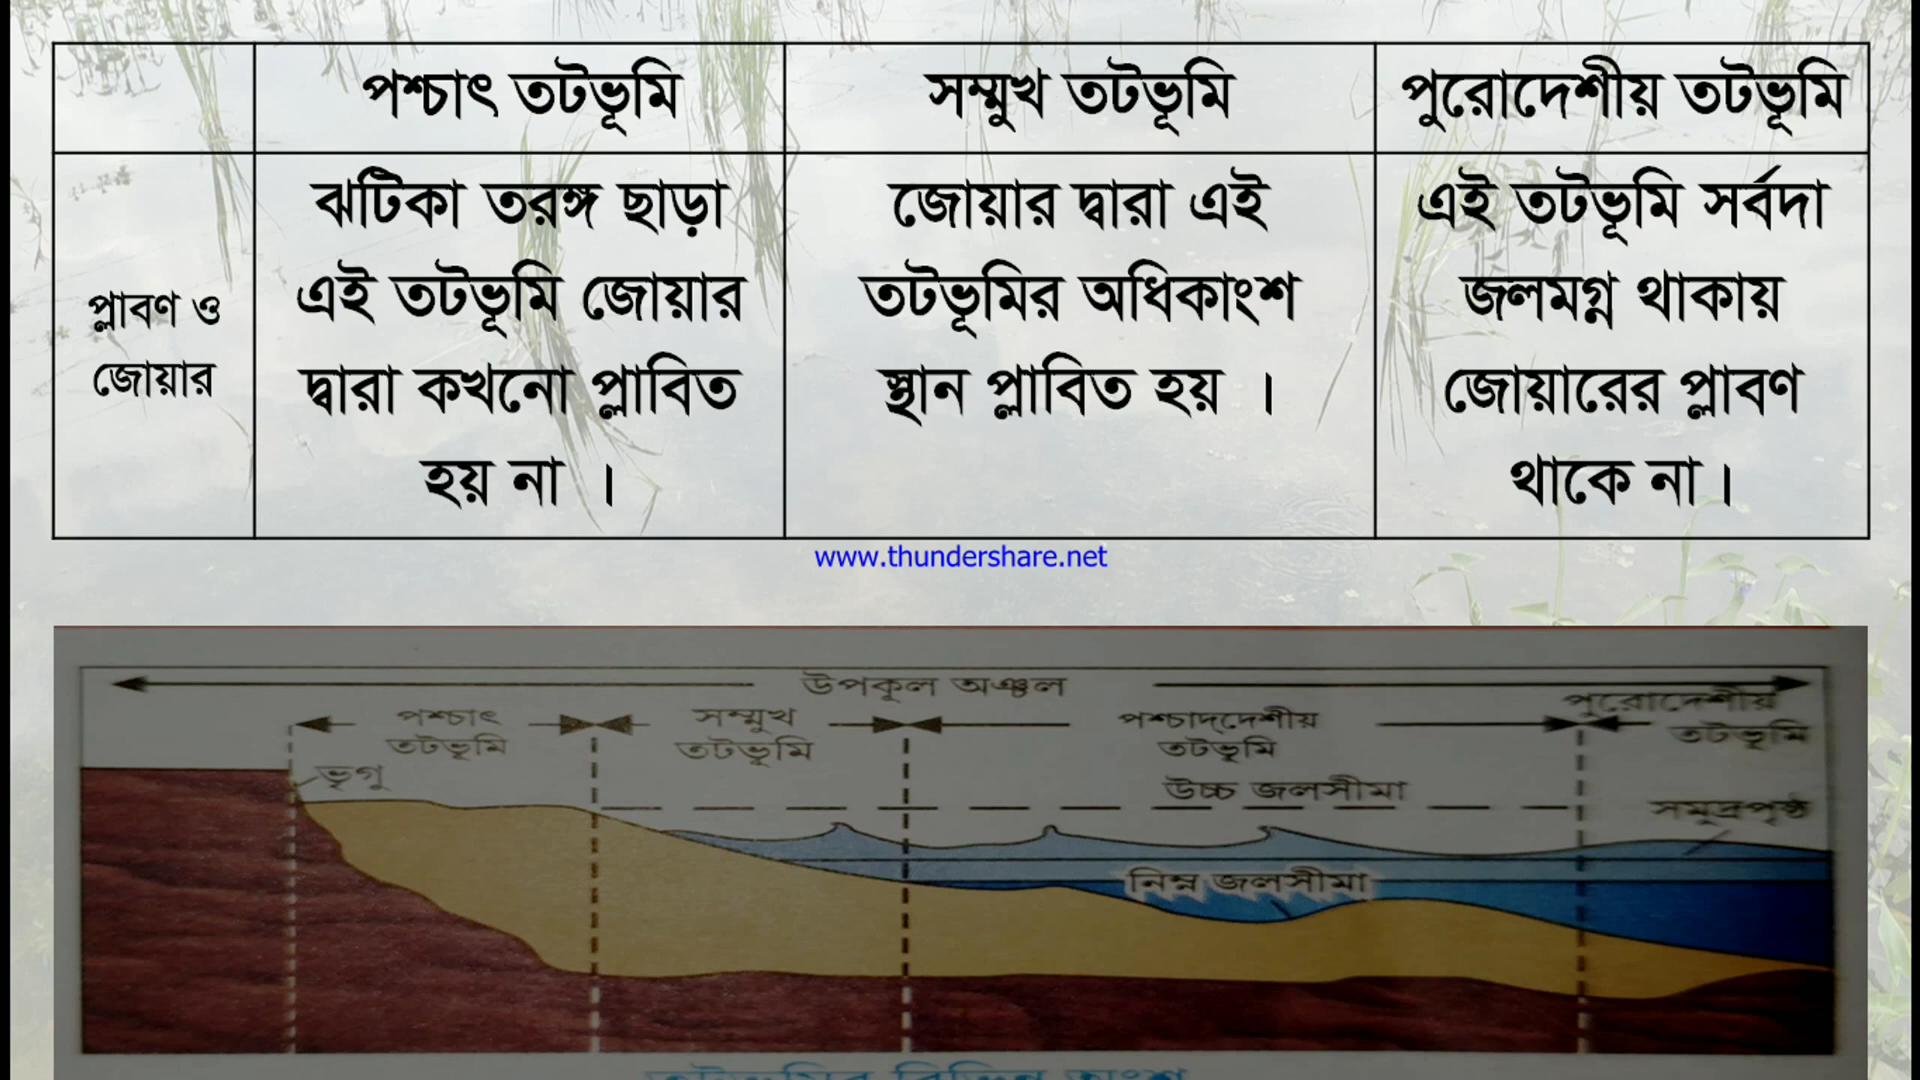 পশ্চাৎ তটভূমি
সম্মুখ তটভূমি
পুরোদেশীয় তটভূমি
প্লাবণ ও
জোয়ার
ঝটিকা তরঙ্গ ছাড়া
এই তটভূমি জোয়ার
দ্বারা কখনো প্লাবিত
হয় না ।
জোয়ার দ্বারা এই
তটভূমির অধিকাংশ
স্থান প্লাবিত হয় ।
এই তটভূমি সর্বদা
জলমগ্ন থাকায়
জোয়ারের প্লাবণ
থাকে না ।
www.thundershare.net
উপকূল অঞ্চল
পশ্চাৎ
তটভূমি
সম্মুখ
তটভূমি
পশ্চাদ্দেশীয়
তটভূমি
পুরোদেশীয়
তটভূমি
ভৃগু
উচ্চ জলসীমা
সমুদ্রপৃষ্ঠ
নিম্ন জলসীমা
তটভূমির বিভিন্ন অংশ